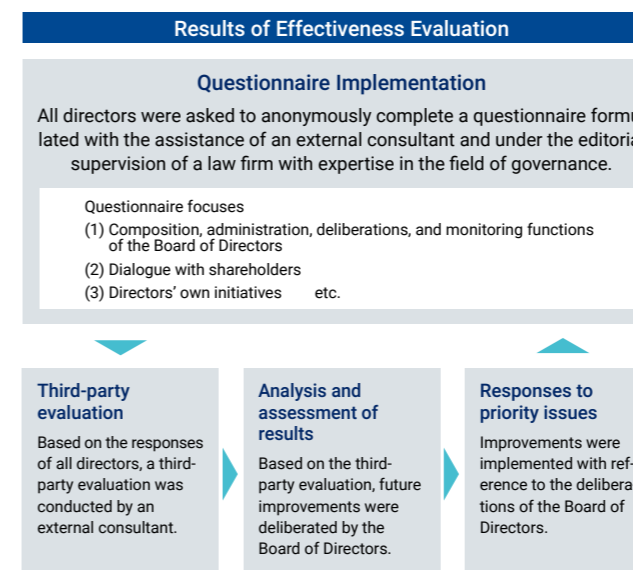 Results of Effectiveness Evaluation
Questionnaire Implementation
All directors were asked to anonymously complete a questionnaire formu
lated with the assistance of an external consultant and under the editoria
supervision of a law firm with expertise in the field of governance.
Questionnaire focuses
(1) Composition, administration, deliberations, and monitoring functions
of the Board of Directors
(2) Dialogue with shareholders
(3) Directors' own initiatives etc.
Third-party
evaluation
Based on the responses
of all directors, a third-
party evaluation was
conducted by an
external consultant.
Analysis and
assessment of
results
Based on the third-
party evaluation, future
improvements were
deliberated by the
Board of Directors.
Responses to
priority issues
Improvements were
implemented with ref-
erence to the delibera
tions of the Board of
Directors.